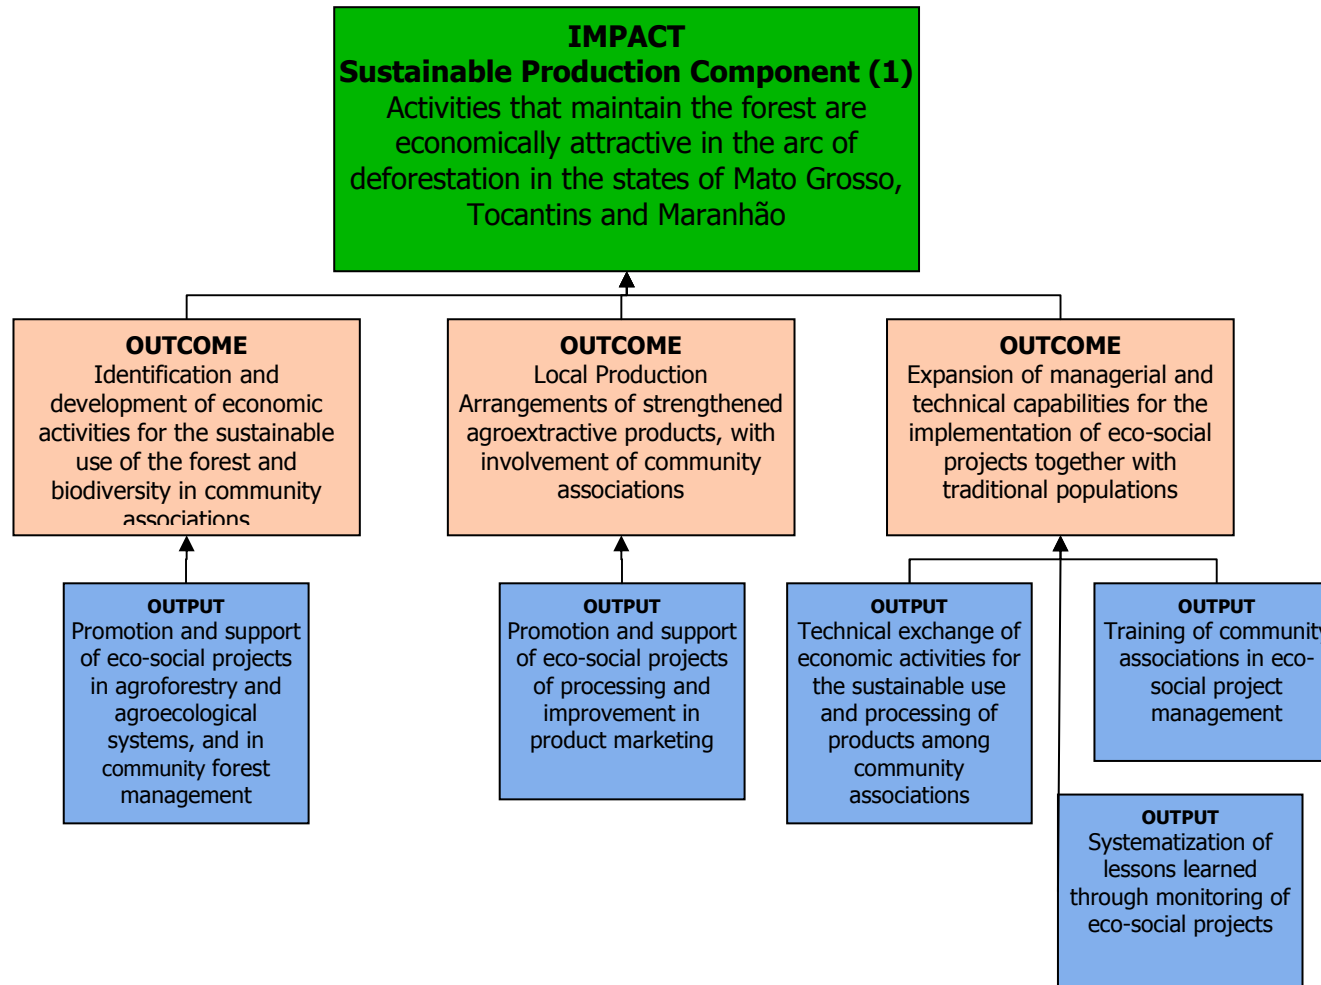 IMPACT
Sustainable Production Component (1)
Activities that maintain the forest are
economically attractive in the arc of
deforestation in the states of Mato Grosso,
Tocantins and Maranhão
OUTCOME
Identification and
development of economic
activities for the sustainable
use of the forest and
biodiversity in community
associations
OUTCOME
Local Production
Arrangements of strengthened
agroextractive products, with
involvement of community
associations
OUTCOME
Expansion of managerial and
technical capabilities for the
implementation of eco-social
projects together with
traditional populations
OUTPUT
Promotion and support
of eco-social projects
in agroforestry and
agroecological
systems, and in
community forest
management
OUTPUT
Promotion and support
of eco-social projects
of processing and
improvement in
product marketing
OUTPUT
Technical exchange of
economic activities for
the sustainable use
and processing of
products among
community
associations
OUTPUT
Training of community
associations in eco-
social project
management
OUTPUT
Systematization of
lessons learned
through monitoring of
eco-social projects